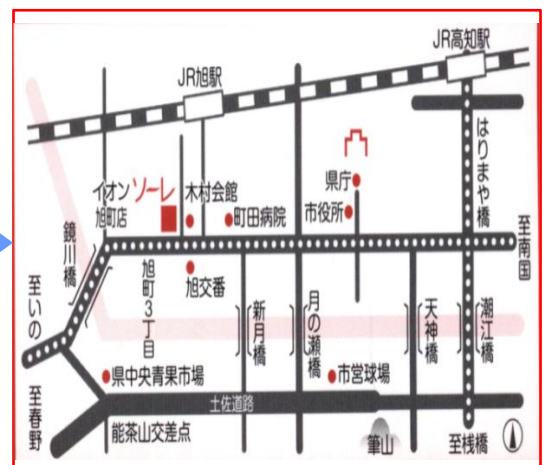 JR高知駅
JR旭駅
はりまや橋
イオン
旭町店
ソーレ
木村会館
町田病院
県庁
市役所
至南国
鏡川橋
旭町3丁目
旭交番
新月橋
月の瀬橋
天神橋
潮江橋
至いの
至春野
県中央青果市場
市営球場
土佐道路
能茶山交差点
筆山
至桟橋